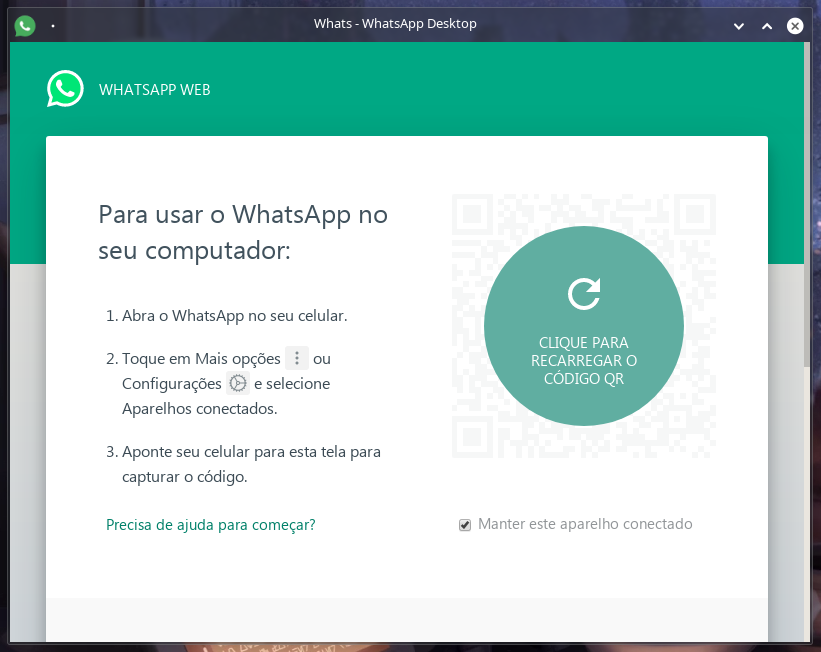 Whats - WhatsApp Desktop
WHATSAPP WEB
Para usar o WhatsApp no
seu computador:
1. Abra o WhatsApp no seu celular.
2. Toque em Mais opções ou
Configurações e selecione
Aparelhos conectados.
3. Aponte seu celular para esta tela para
capturar o código.
Precisa de ajuda para começar?
CLIQUE PARA
RECARREGAR O
CÓDIGO QR
Manter este aparelho conectado